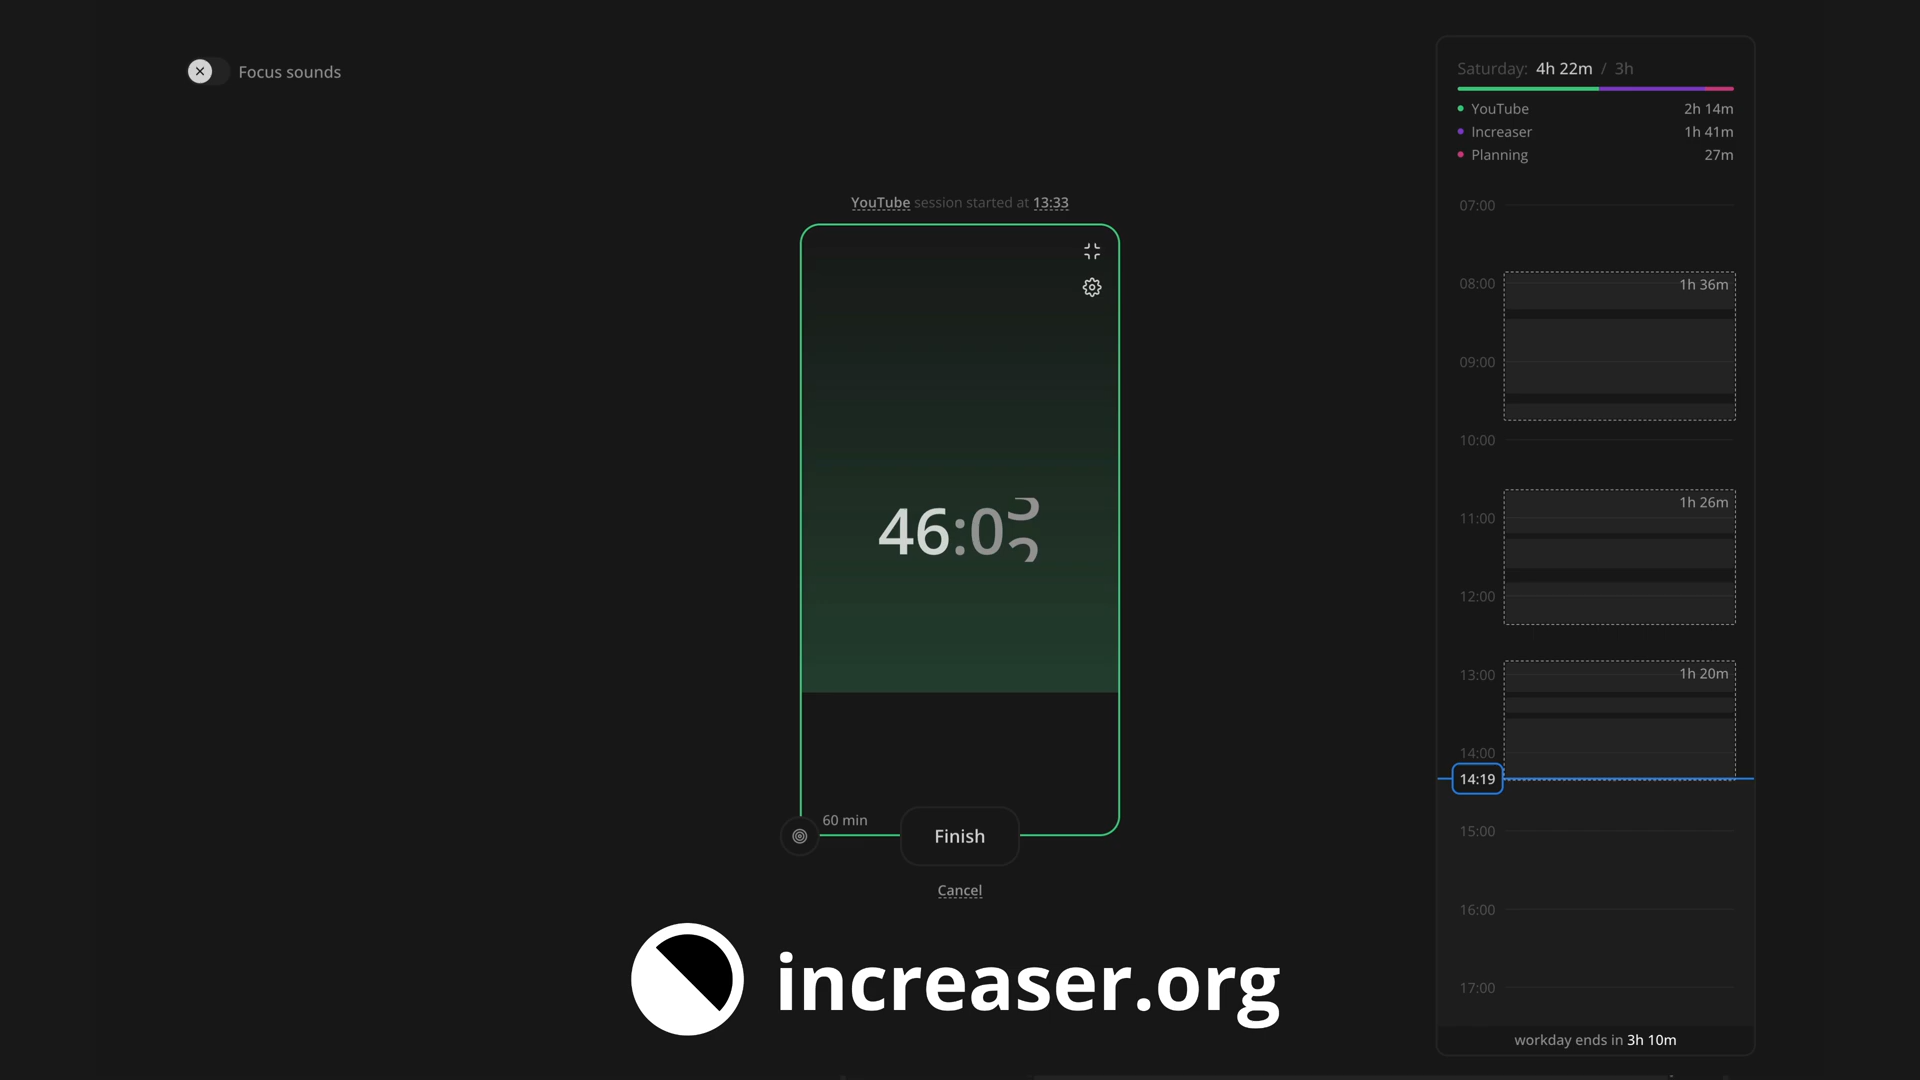 Focus sounds
YouTube session started at 13:33
46:0
60 min
Finish
Cancel
increaser.org
Saturday: 4h 22m / 3h
YouTube 2h 14m
Increaser 1h 41m
Planning 27m
07:00
08:00 1h 36m
09:00
10:00
1h 26m
11:00
12:00
13:00 1h 20m
14:00
14:19
15:00
16:00
17:00
workday ends in 3h 10m